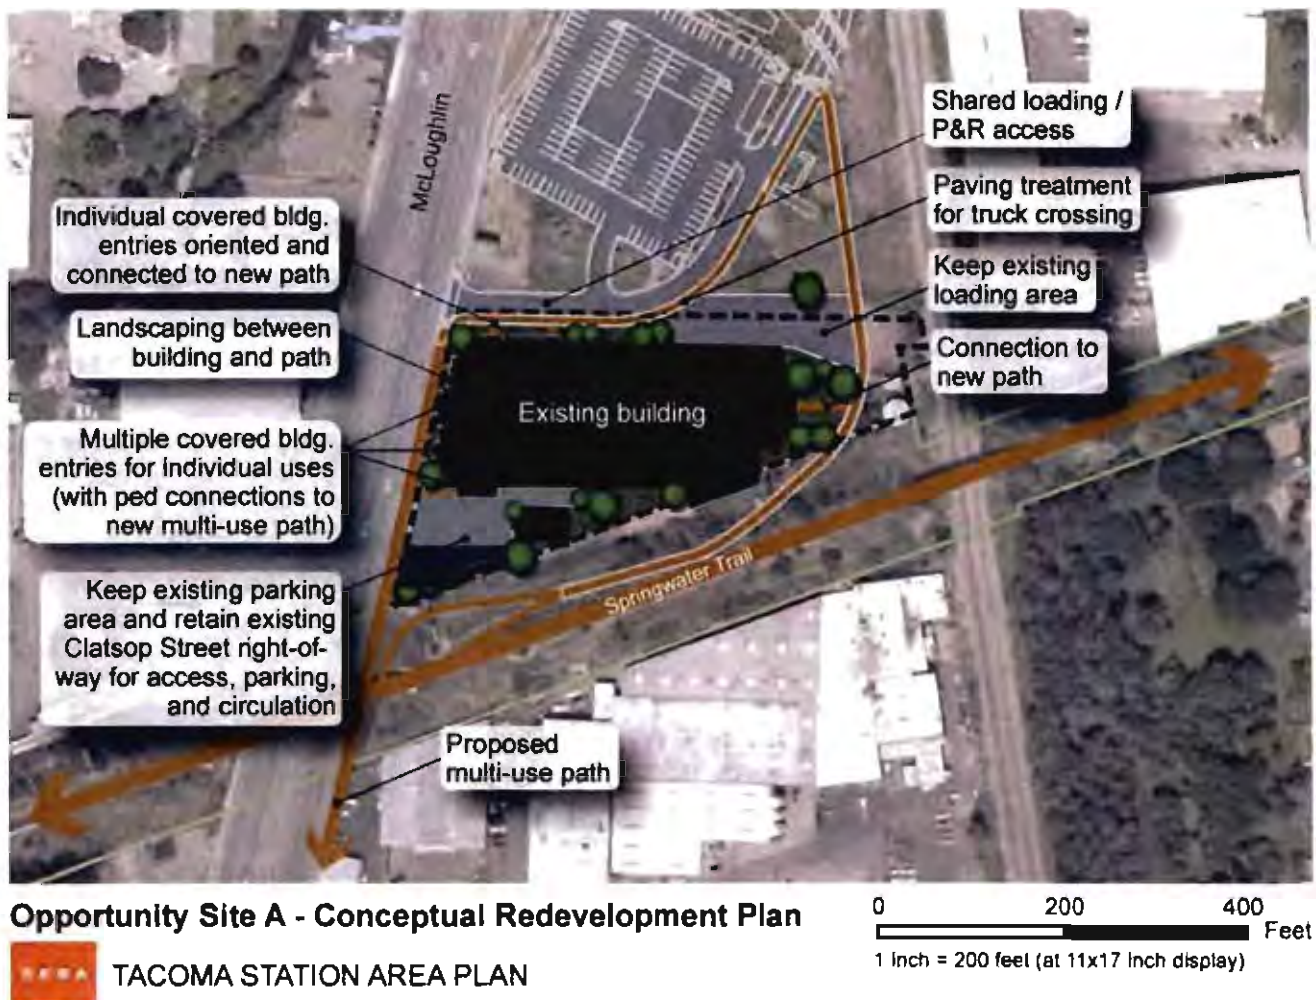 McLoughlin
Shared loading /
P&R access
Paving treatment
for truck crossing
Individual covered bldg.
entries oriented and
connected to new path
Keep existing
loading area
Landscaping between
building and path
Connection to
new path
Existing building
Multiple covered bldg.
entries for individual uses
(with ped connections to
new multi-use path)
Springwater Trail
Keep existing parking
area and retain existing
Clatsop Street right-of-
way for access, parking,
and circulation
Proposed
multi-use path
Opportunity Site A - Conceptual Redevelopment Plan
0 200 400
Feet
1 inch = 200 feet (at 11x17 inch display)
TACOMA STATION AREA PLAN